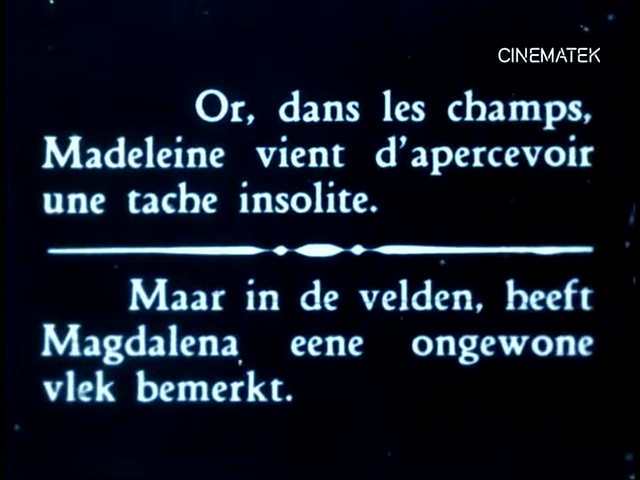 CINEMATEK
Or, dans les champs,
Madeleine vient d'apercevoir
une tache insolite.
Maar in de velden, heeft
Magdalena, eene ongewone
vlek bemerkt.